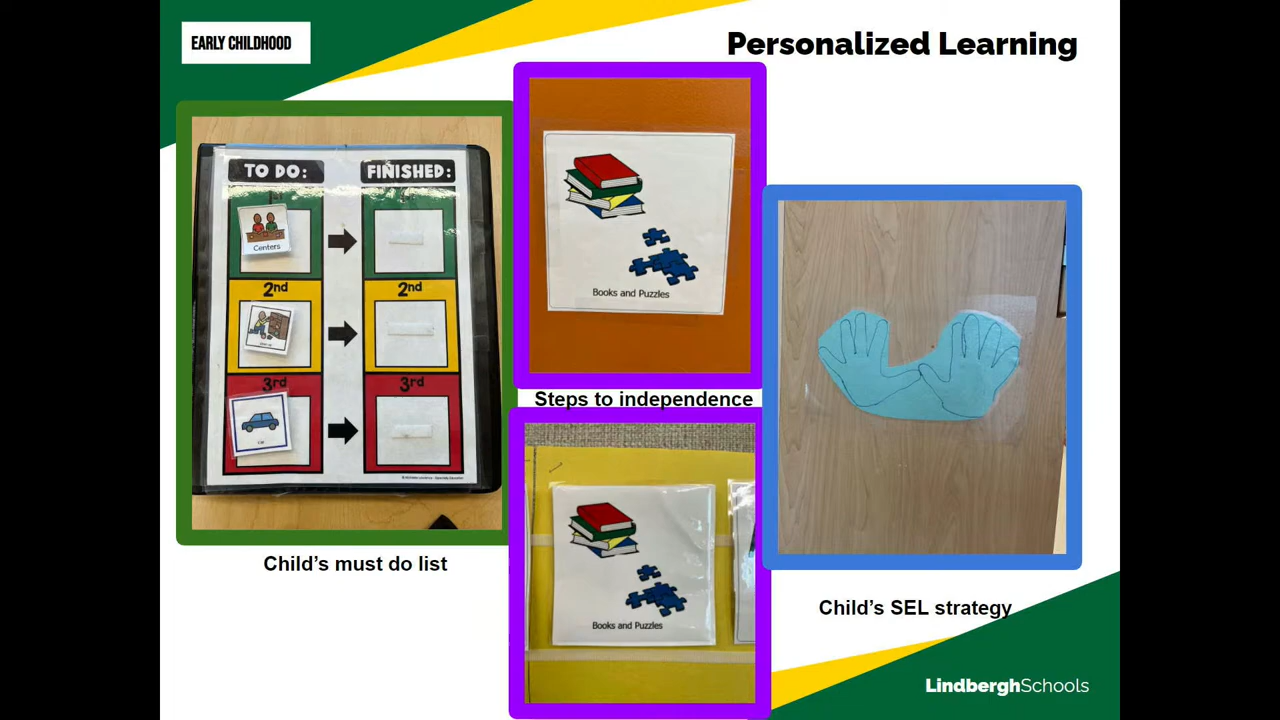 EARLY CHILDHOOD
Personalized Learning
TO DO:
FINISHED:
Centers
2nd
2nd
3rd
3rd
Car
Child's must do list
Books and Puzzles
Steps to independence
Books and Puzzles
Child's SEL strategy
LindberghSchools